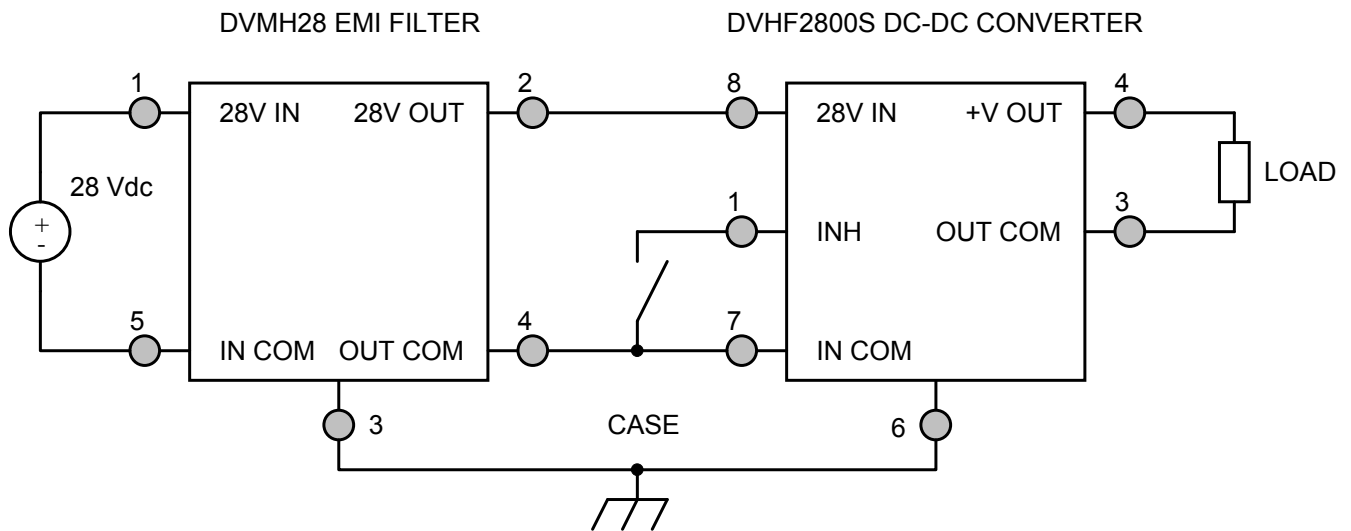 DVMH28 EMI FILTER DVHF2800S DC-DC CONVERTER
1 2 8 4
28V IN 28V OUT 28V IN +V OUT
28 Vdc LOAD
1 3
+ INH OUT COM
-
5 4 7
IN COM OUT COM IN COM
3 CASE 6